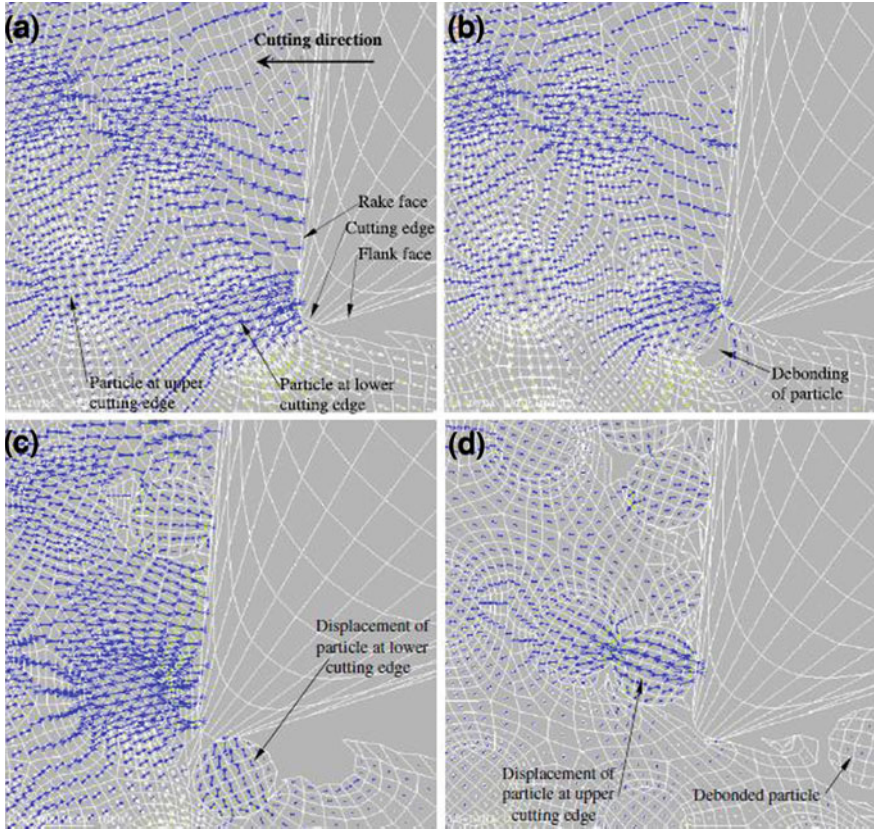 (a)
Cutting direction
Rake face
Cutting edge
Flank face
Particle at upper
cutting edge
Particle at lower
cutting edge
(b)
Debonding
of particle
(c)
Displacement of
particle at lower
cutting edge
(d)
Displacement of
particle at upper
cutting edge
Debonded particle